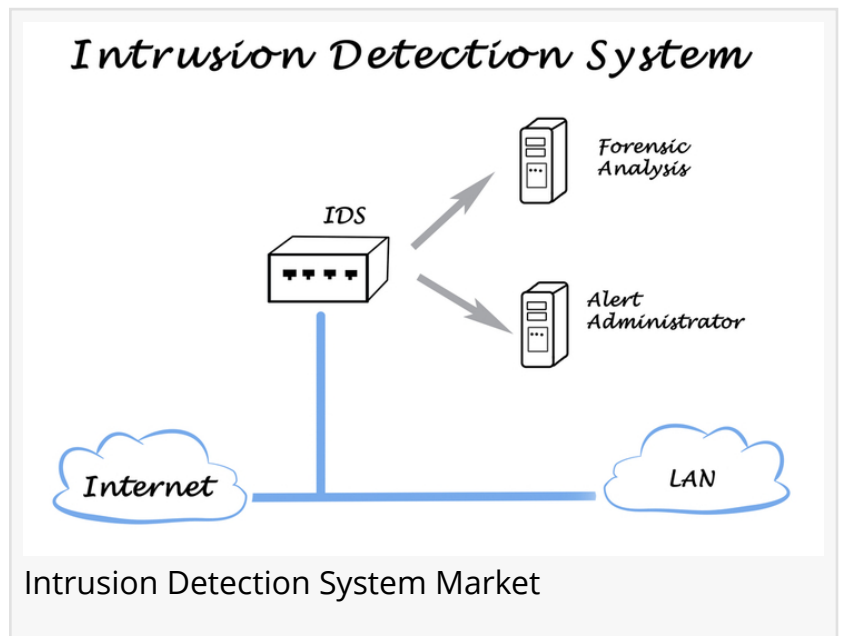 Intrusion Detection System
Forensic
Analysis
IDS
Alert
Administrator
Internet
LAN
Intrusion Detection System Market